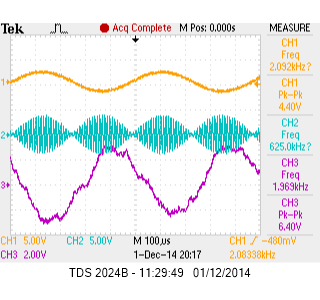 Tek Acq Complete M Pos: 0.000s MEASURE
CH1
Freq
2.092kHz?
CH1
Pk-Pk
4.40V
CH2
Freq
625.0kHz?
CH3
Freq
1.963kHz
CH3
Pk-Pk
6.40V
1
2
3
CH1 5.00V CH2 5.00V M 100µs CH1 -480mV
CH3 2.00V 1-Dec-14 20:17 2.08338kHz
TDS 2024B - 11:29:49 01/12/2014